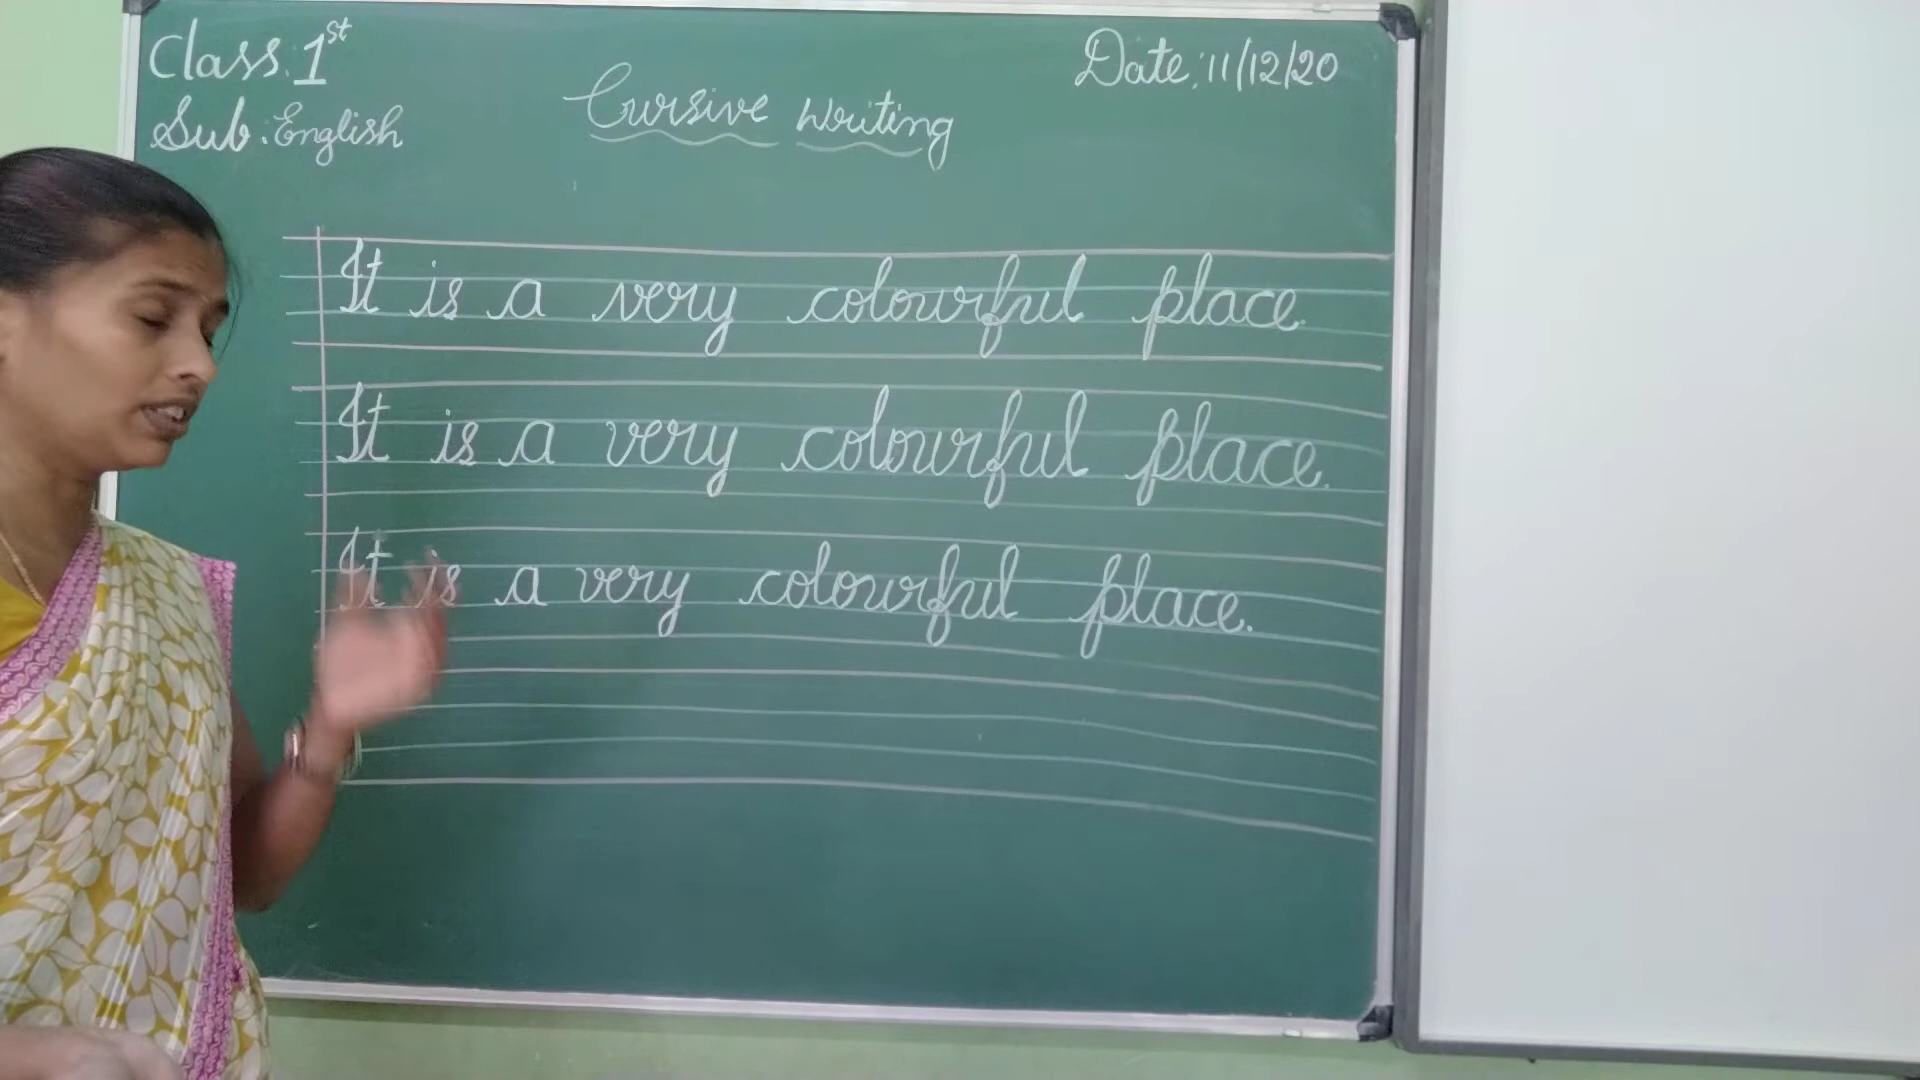 Class: 1st
Date: 11/12/20
Sub: English
Cursive Writing
It is a very colourful place.
It is a very colourful place.
It is a very colourful place.